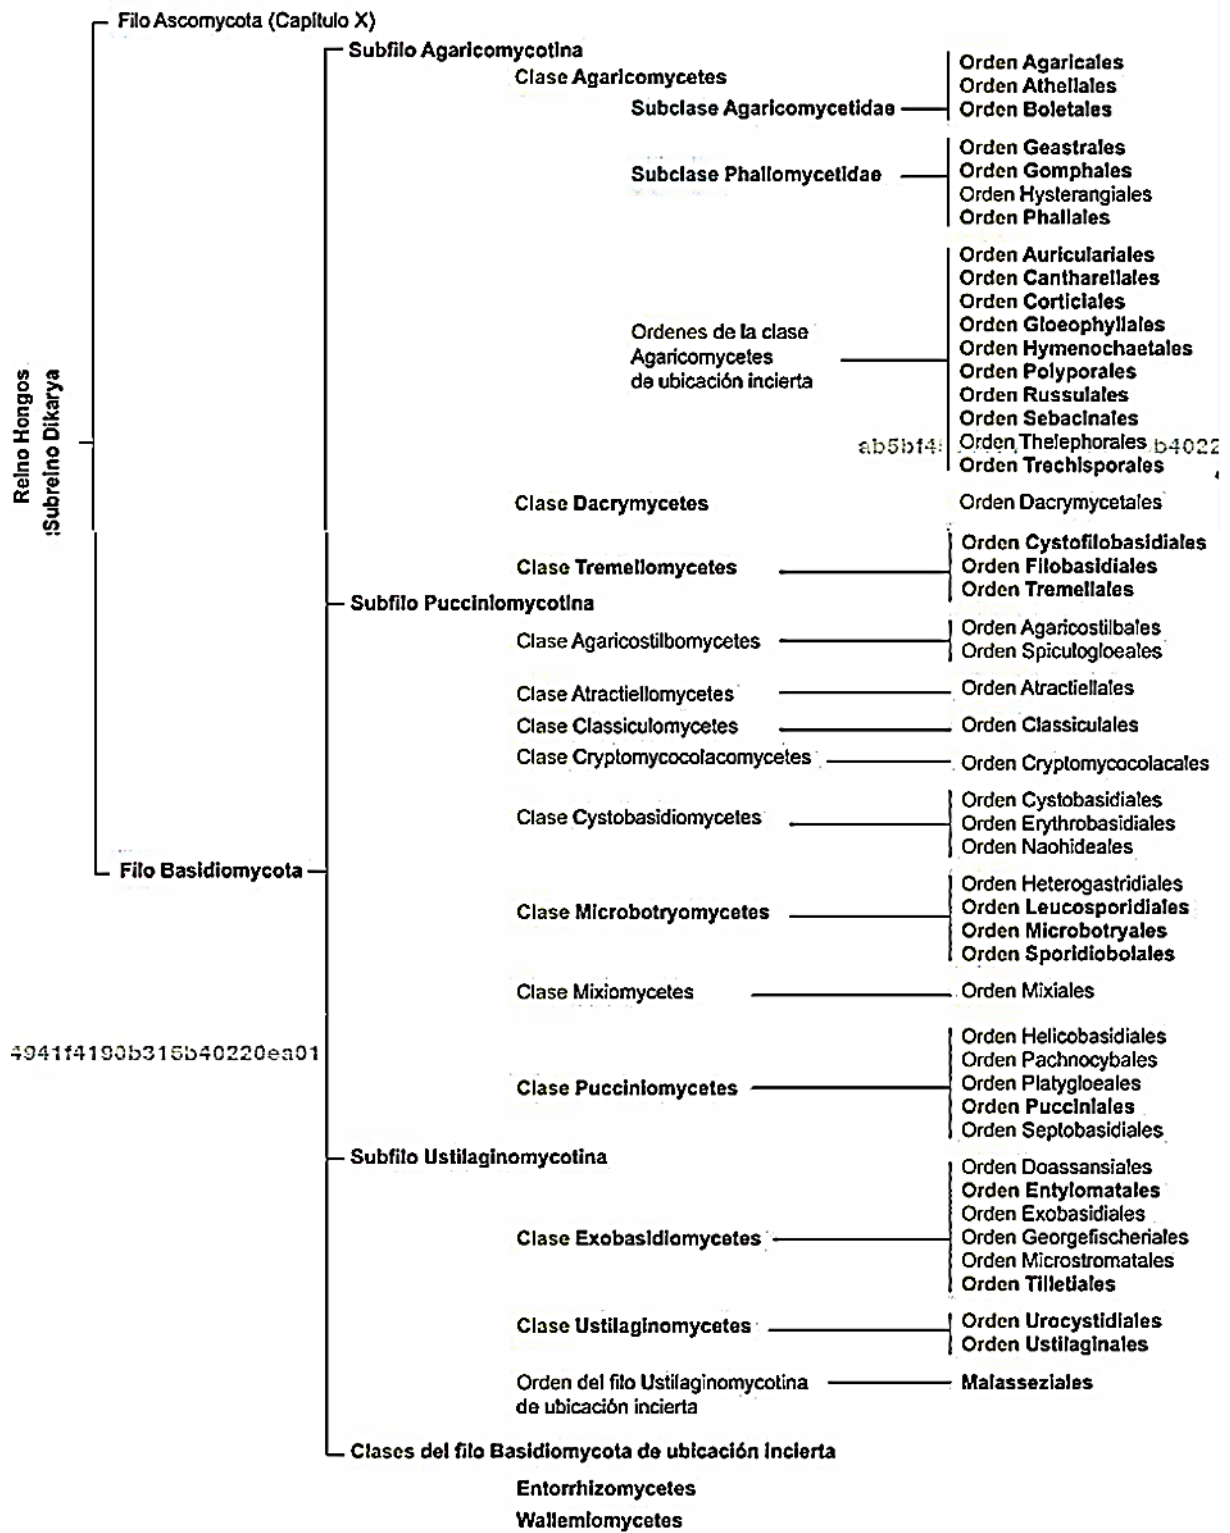 Filo Ascomycota (Capítulo X)
Subfilo Agaricomycotina
Clase Agaricomycetes
Subclase Agaricomycetidae
Orden Agaricales
Orden Atheliales
Orden Boletales
Subclase Phallomycetidae
Orden Geastrales
Orden Gomphales
Orden Hysterangiales
Orden Phallales
Ordenes de la clase
Agaricomycetes
de ubicación incierta
Orden Auriculariales
Orden Cantharellales
Orden Corticiales
Orden Gloeophyllales
Orden Hymenochaetales
Orden Polyporales
Orden Russulales
Orden Sebacinales
Orden Thelephorales
Orden Trechisporales
ab5bf4
b4022
Reino Hongos
Subreino Dikarya
Clase Dacrymycetes
Orden Dacrymycetales
Clase Tremellomycetes
Orden Cystofilobasidiales
Orden Filobasidiales
Orden Tremellales
Subfilo Pucciniomycotina
Clase Agaricostilbomycetes
Orden Agaricostilbales
Orden Spiculogloeales
Clase Atractiellomycetes
Orden Atractiellales
Clase Classiculomycetes
Orden Classiculales
Clase Cryptomycocolacomycetes
Orden Cryptomycocolacales
Clase Cystobasidiomycetes
Orden Cystobasidiales
Orden Erythrobasidiales
Orden Naohideales
Filo Basidiomycota
Clase Microbotryomycetes
Orden Heterogastridiales
Orden Leucosporidiales
Orden Microbotryales
Orden Sporidiobolales
Clase Mixiomycetes
Orden Mixiales
4941f4190b315b40220ea01
Clase Pucciniomycetes
Orden Helicobasidiales
Orden Pachnocybales
Orden Platygloeales
Orden Pucciniales
Orden Septobasidiales
Subfilo Ustilaginomycotina
Clase Exobasidiomycetes
Orden Doassansiales
Orden Entylomatales
Orden Exobasidiales
Orden Georgefischeriales
Orden Microstromatales
Orden Tilletiales
Clase Ustilaginomycetes
Orden Urocystidiales
Orden Ustilaginales
Orden del filo Ustilaginomycotina
de ubicación incierta
Malasseziales
Clases del filo Basidiomycota de ubicación incierta
Entorrhizomycetes
Wallemiomycetes